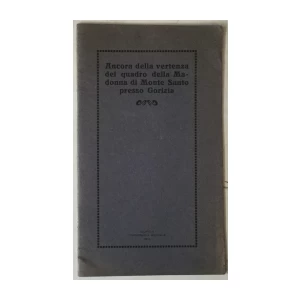 Ancora della vertenza
del quadro della Ma-
donna di Monte Santo
presso Gorizia